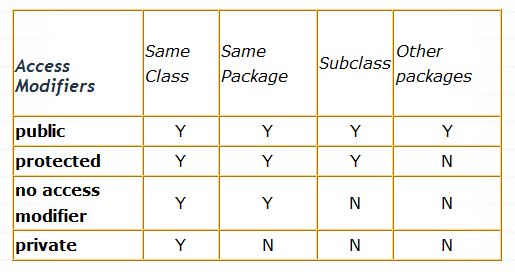 Access Modifiers Same Class Same Package Subclass Other packages
public Y Y Y Y
protected Y Y Y N
no access modifier Y Y N N
private Y N N N